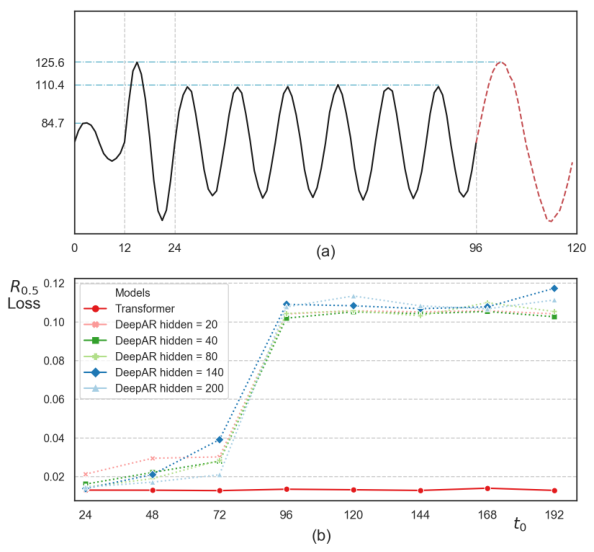 125.6
110.4
84.7
0 12 24 96 120
(a)
R0.5
Loss
0.12
0.10
0.08
0.06
0.04
0.02
Models
Transformer
DeepAR hidden = 20
DeepAR hidden = 40
DeepAR hidden = 80
DeepAR hidden = 140
DeepAR hidden = 200
24 48 72 96 120 144 168 192
t0
(b)